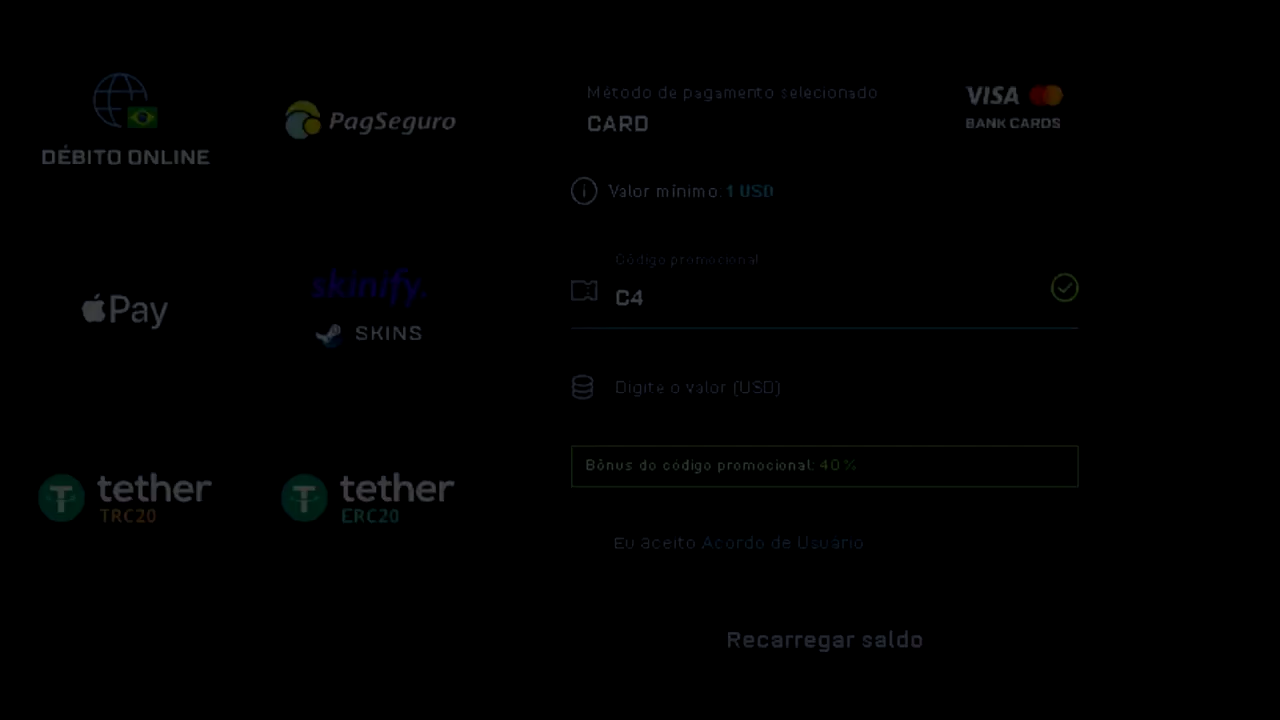 DÉBITO ONLINE
PagSeguro
Pay
skinify.
SKINS
tether
TRC20
tether
ERC20
Método de pagamento selecionado
CARD
VISA
BANK CARDS
Valor mínimo: 1 USD
Código promocional
C4
Digite o valor (USD)
Bônus do código promocional: 40%
Eu aceito Acordo de Usuário
Recarregar saldo